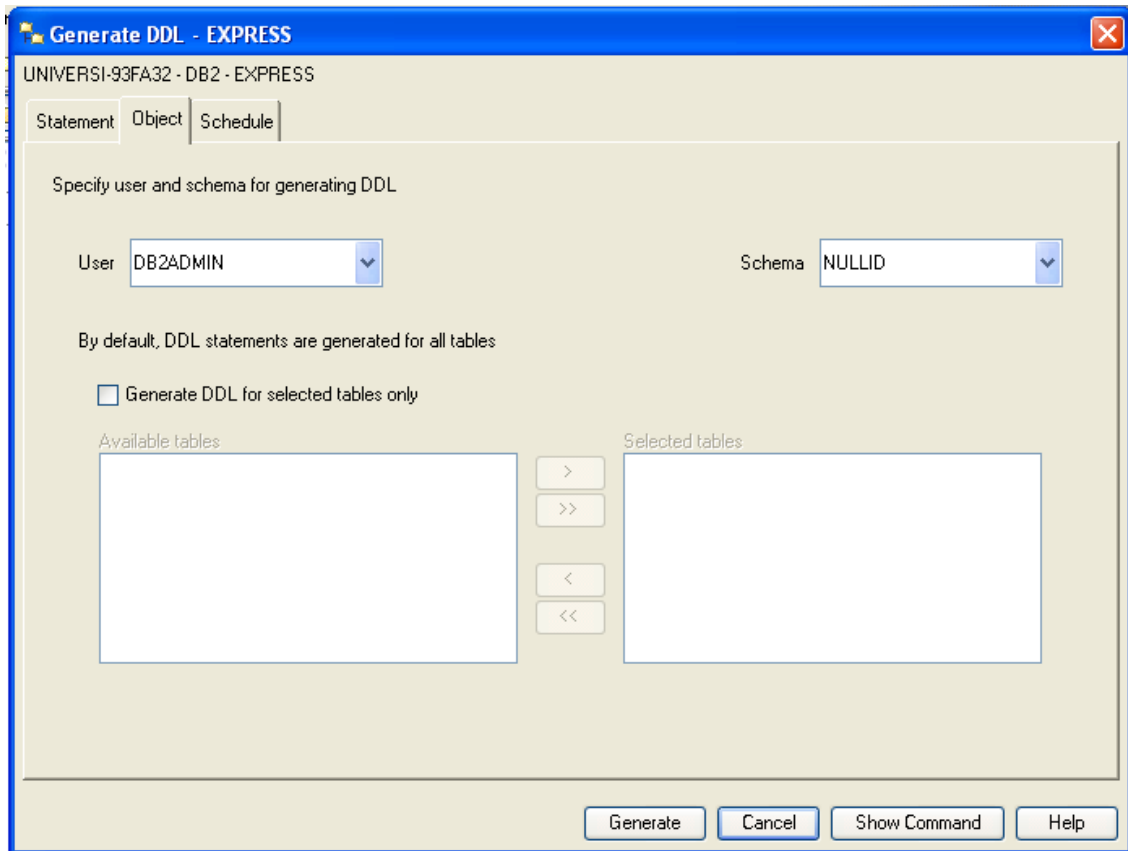 Generate DDL - EXPRESS
UNIVERSI-93FA32 - DB2 - EXPRESS
Statement Object Schedule
Specify user and schema for generating DDL
User DB2ADMIN Schema NULLID
By default, DDL statements are generated for all tables
Generate DDL for selected tables only
Available tables Selected tables
>
>>
<
<<
Generate Cancel Show Command Help